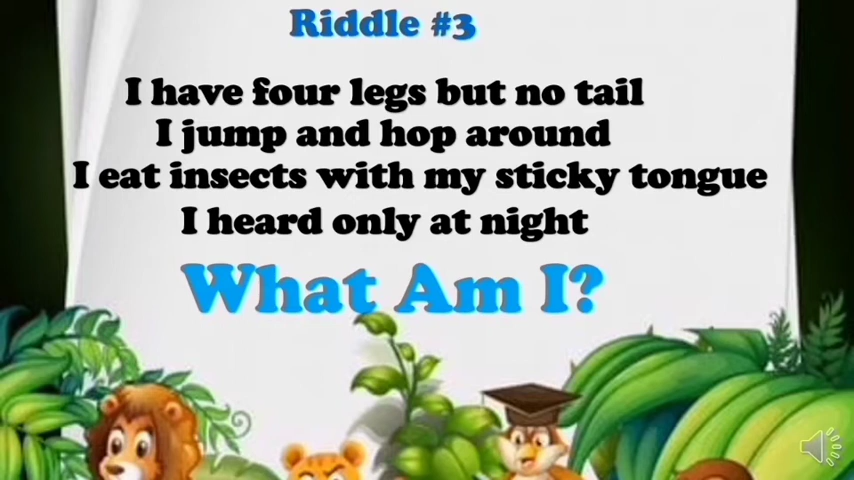 Riddle #3
I have four legs but no tail
I jump and hop around
I eat insects with my sticky tongue
I heard only at night
What Am I?